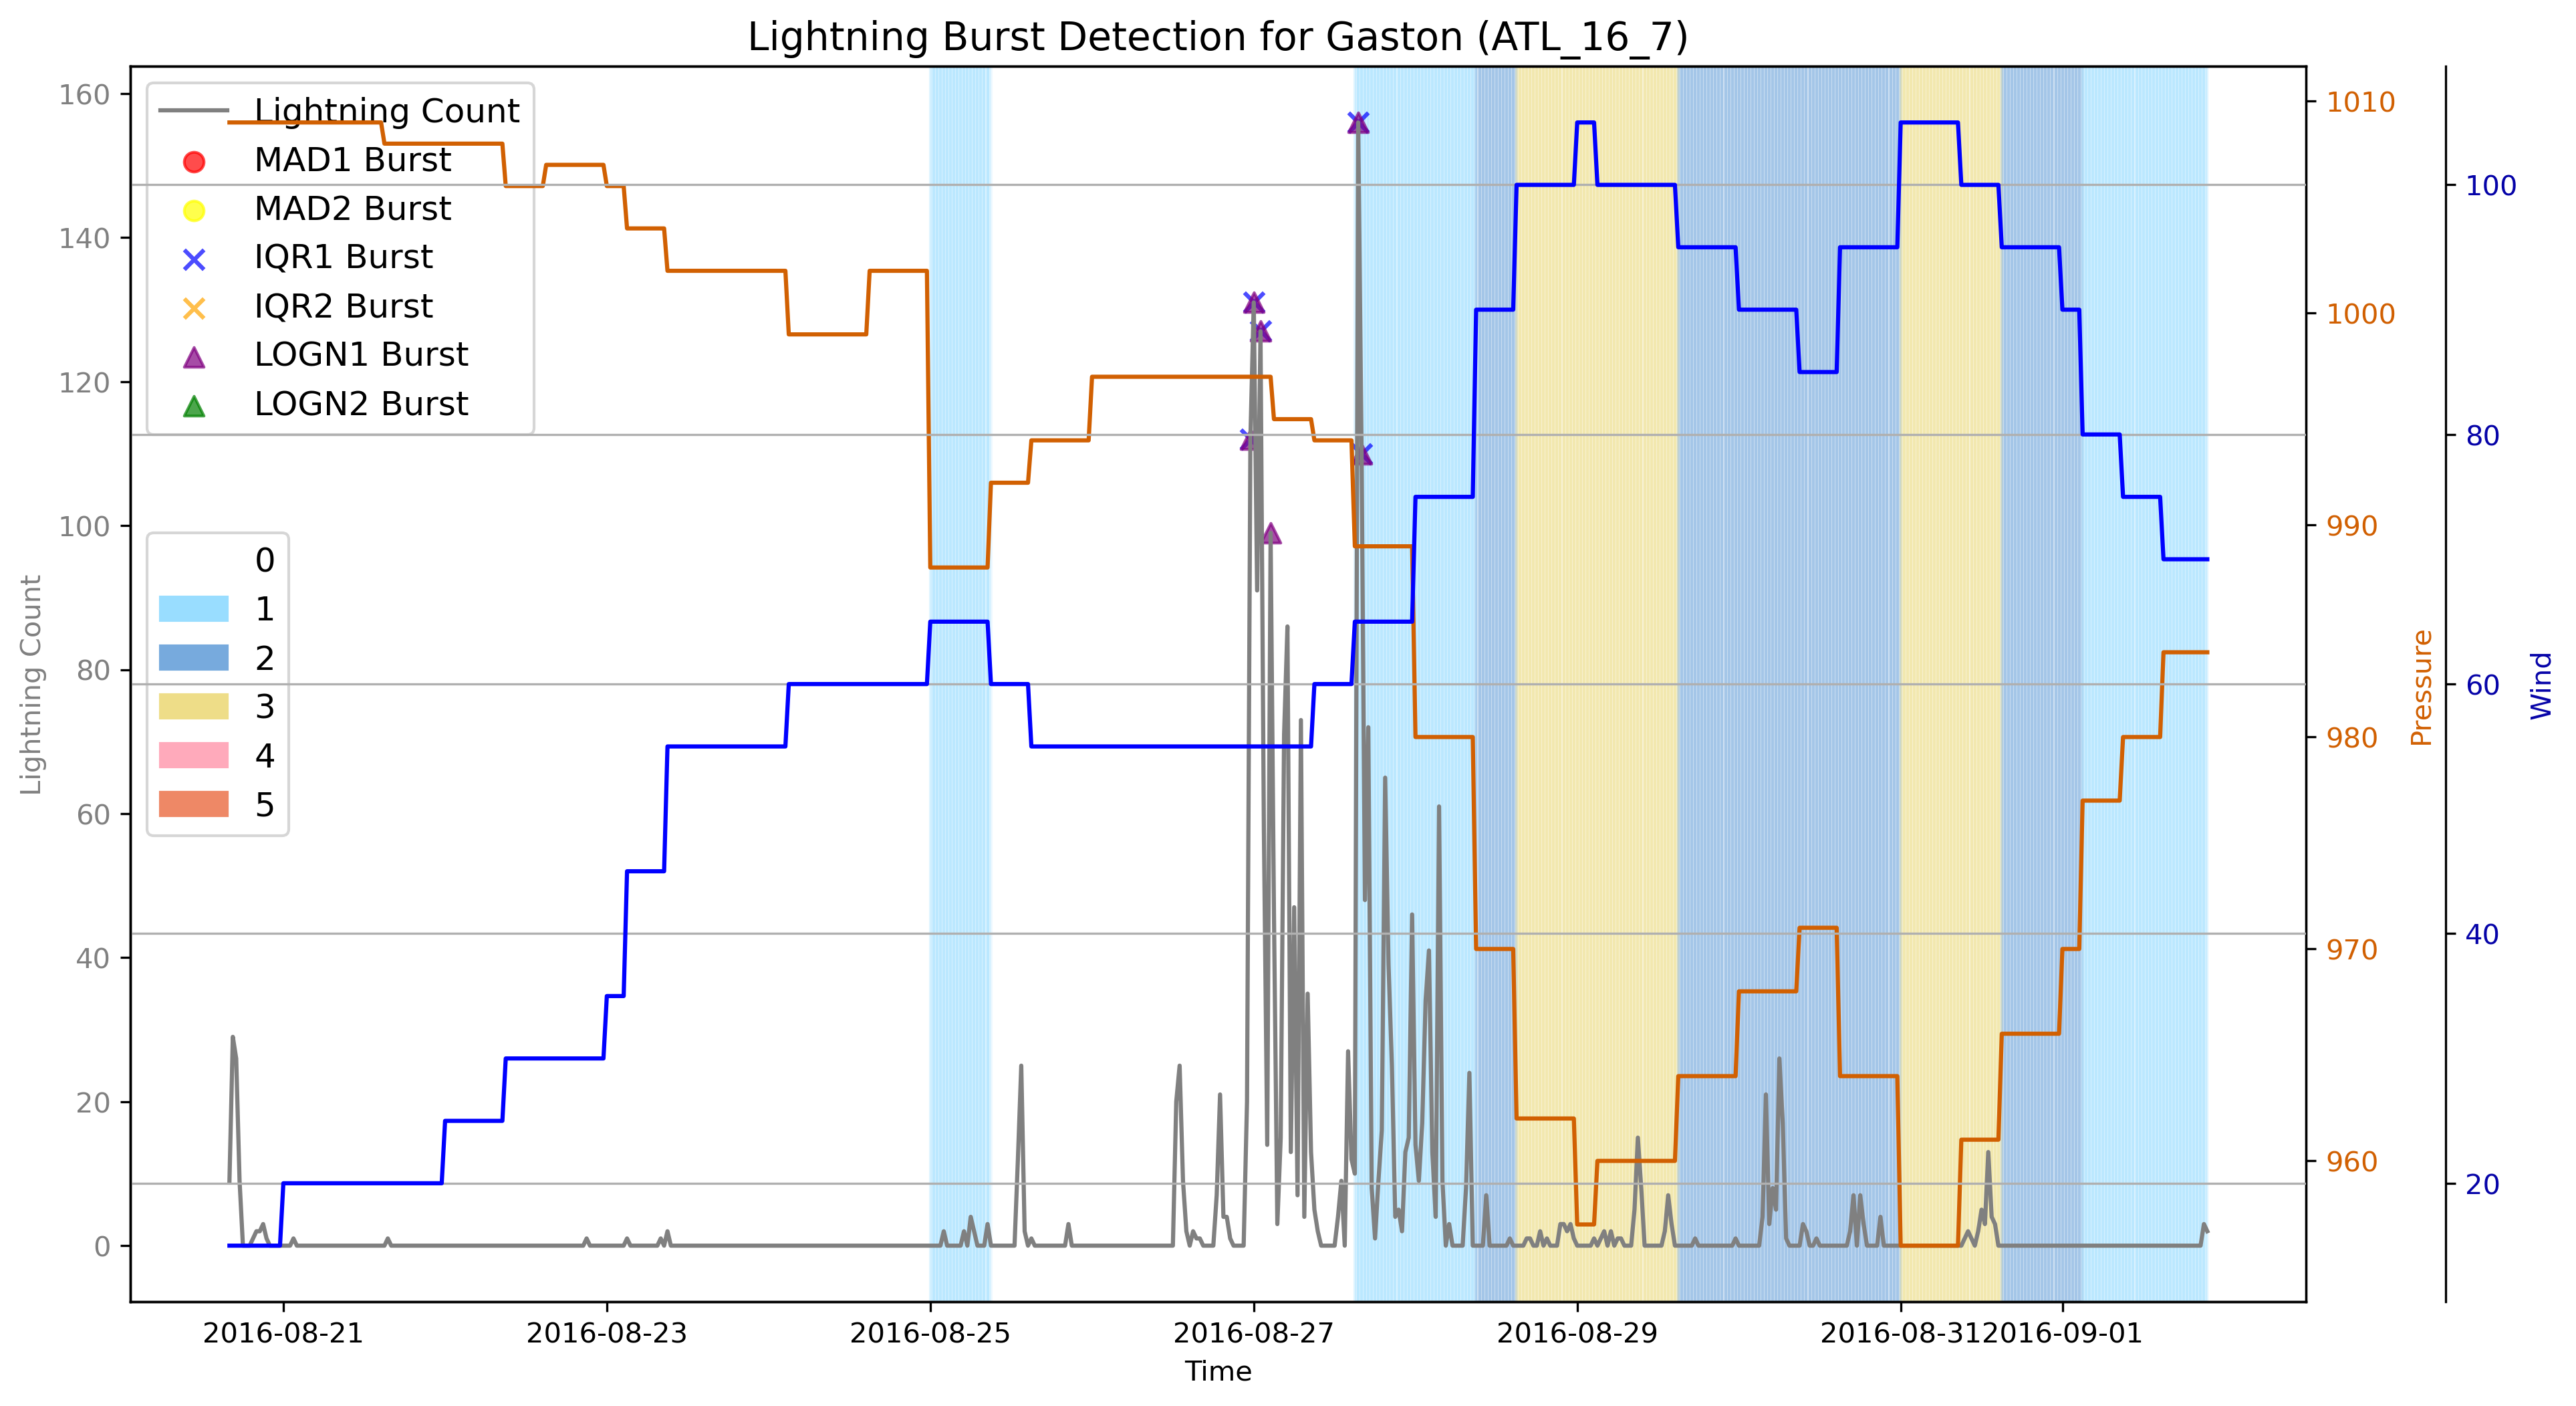 Lightning Burst Detection for Gaston (ATL_16_7)
Lightning Count
MAD1 Burst
MAD2 Burst
IQR1 Burst
IQR2 Burst
LOGN1 Burst
LOGN2 Burst
0
1
2
3
4
5
160
140
120
100
80
60
40
20
0
Lightning Count
1010
1000
990
980
970
960
Pressure
100
80
60
40
20
Wind
2016-08-21
2016-08-23
2016-08-25
2016-08-27
2016-08-29
2016-08-31
2016-09-01
Time